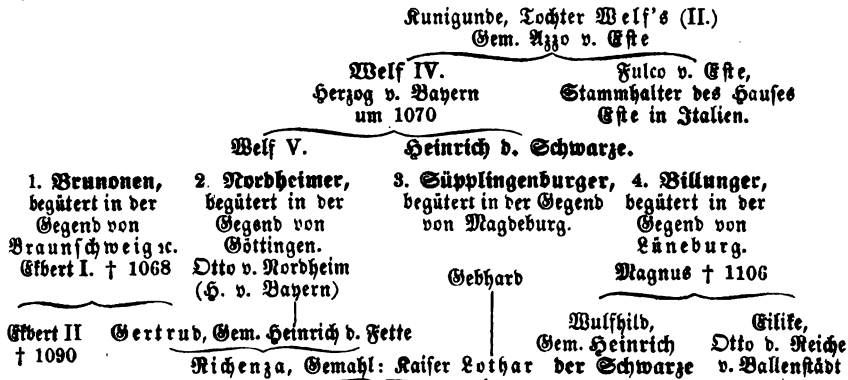 Kunigunde, Tochter Welf's (II.)
Gem. Azzo v. Este
Welf IV.
Herzog v. Bayern
um 1070
Fulco v. Este,
Stammhalter des Hauses
Este in Italien.
Welf V.
Heinrich d. Schwarze.
1. Brunonen,
begütert in der
Gegend von
Braunschweig ꝛc.
Ekbert I. † 1068
2. Nordheimer,
begütert in der
Gegend von
Göttingen.
Otto v. Nordheim
(H. v. Bayern)
3. Süpplingenburger,
begütert in der Gegend
von Magdeburg.
Gebhard
4. Billunger,
begütert in der
Gegend von
Lüneburg.
Magnus † 1106
Ekbert II
† 1090
Gertrud, Gem. Heinrich d. Fette
Richenza, Gemahl: Kaiser Lothar
Wulfhild,
Gem. Heinrich
der Schwarze
Eilike,
Otto d. Reiche
v. Ballenstädt